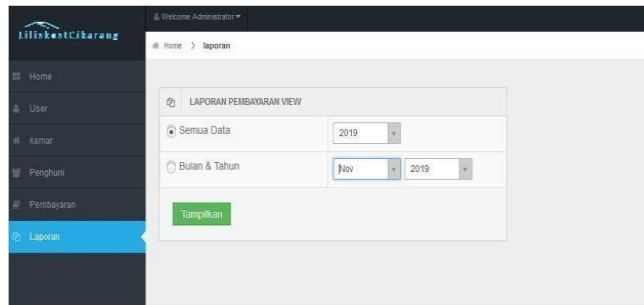 LiliskostCikarang
Welcome Administrator
Home > laporan
Home
User
kamar
Penghuni
Pembayaran
Laporan
LAPORAN PEMBAYARAN VIEW
Semua Data 2019
Bulan & Tahun Nov 2019
Tampilkan